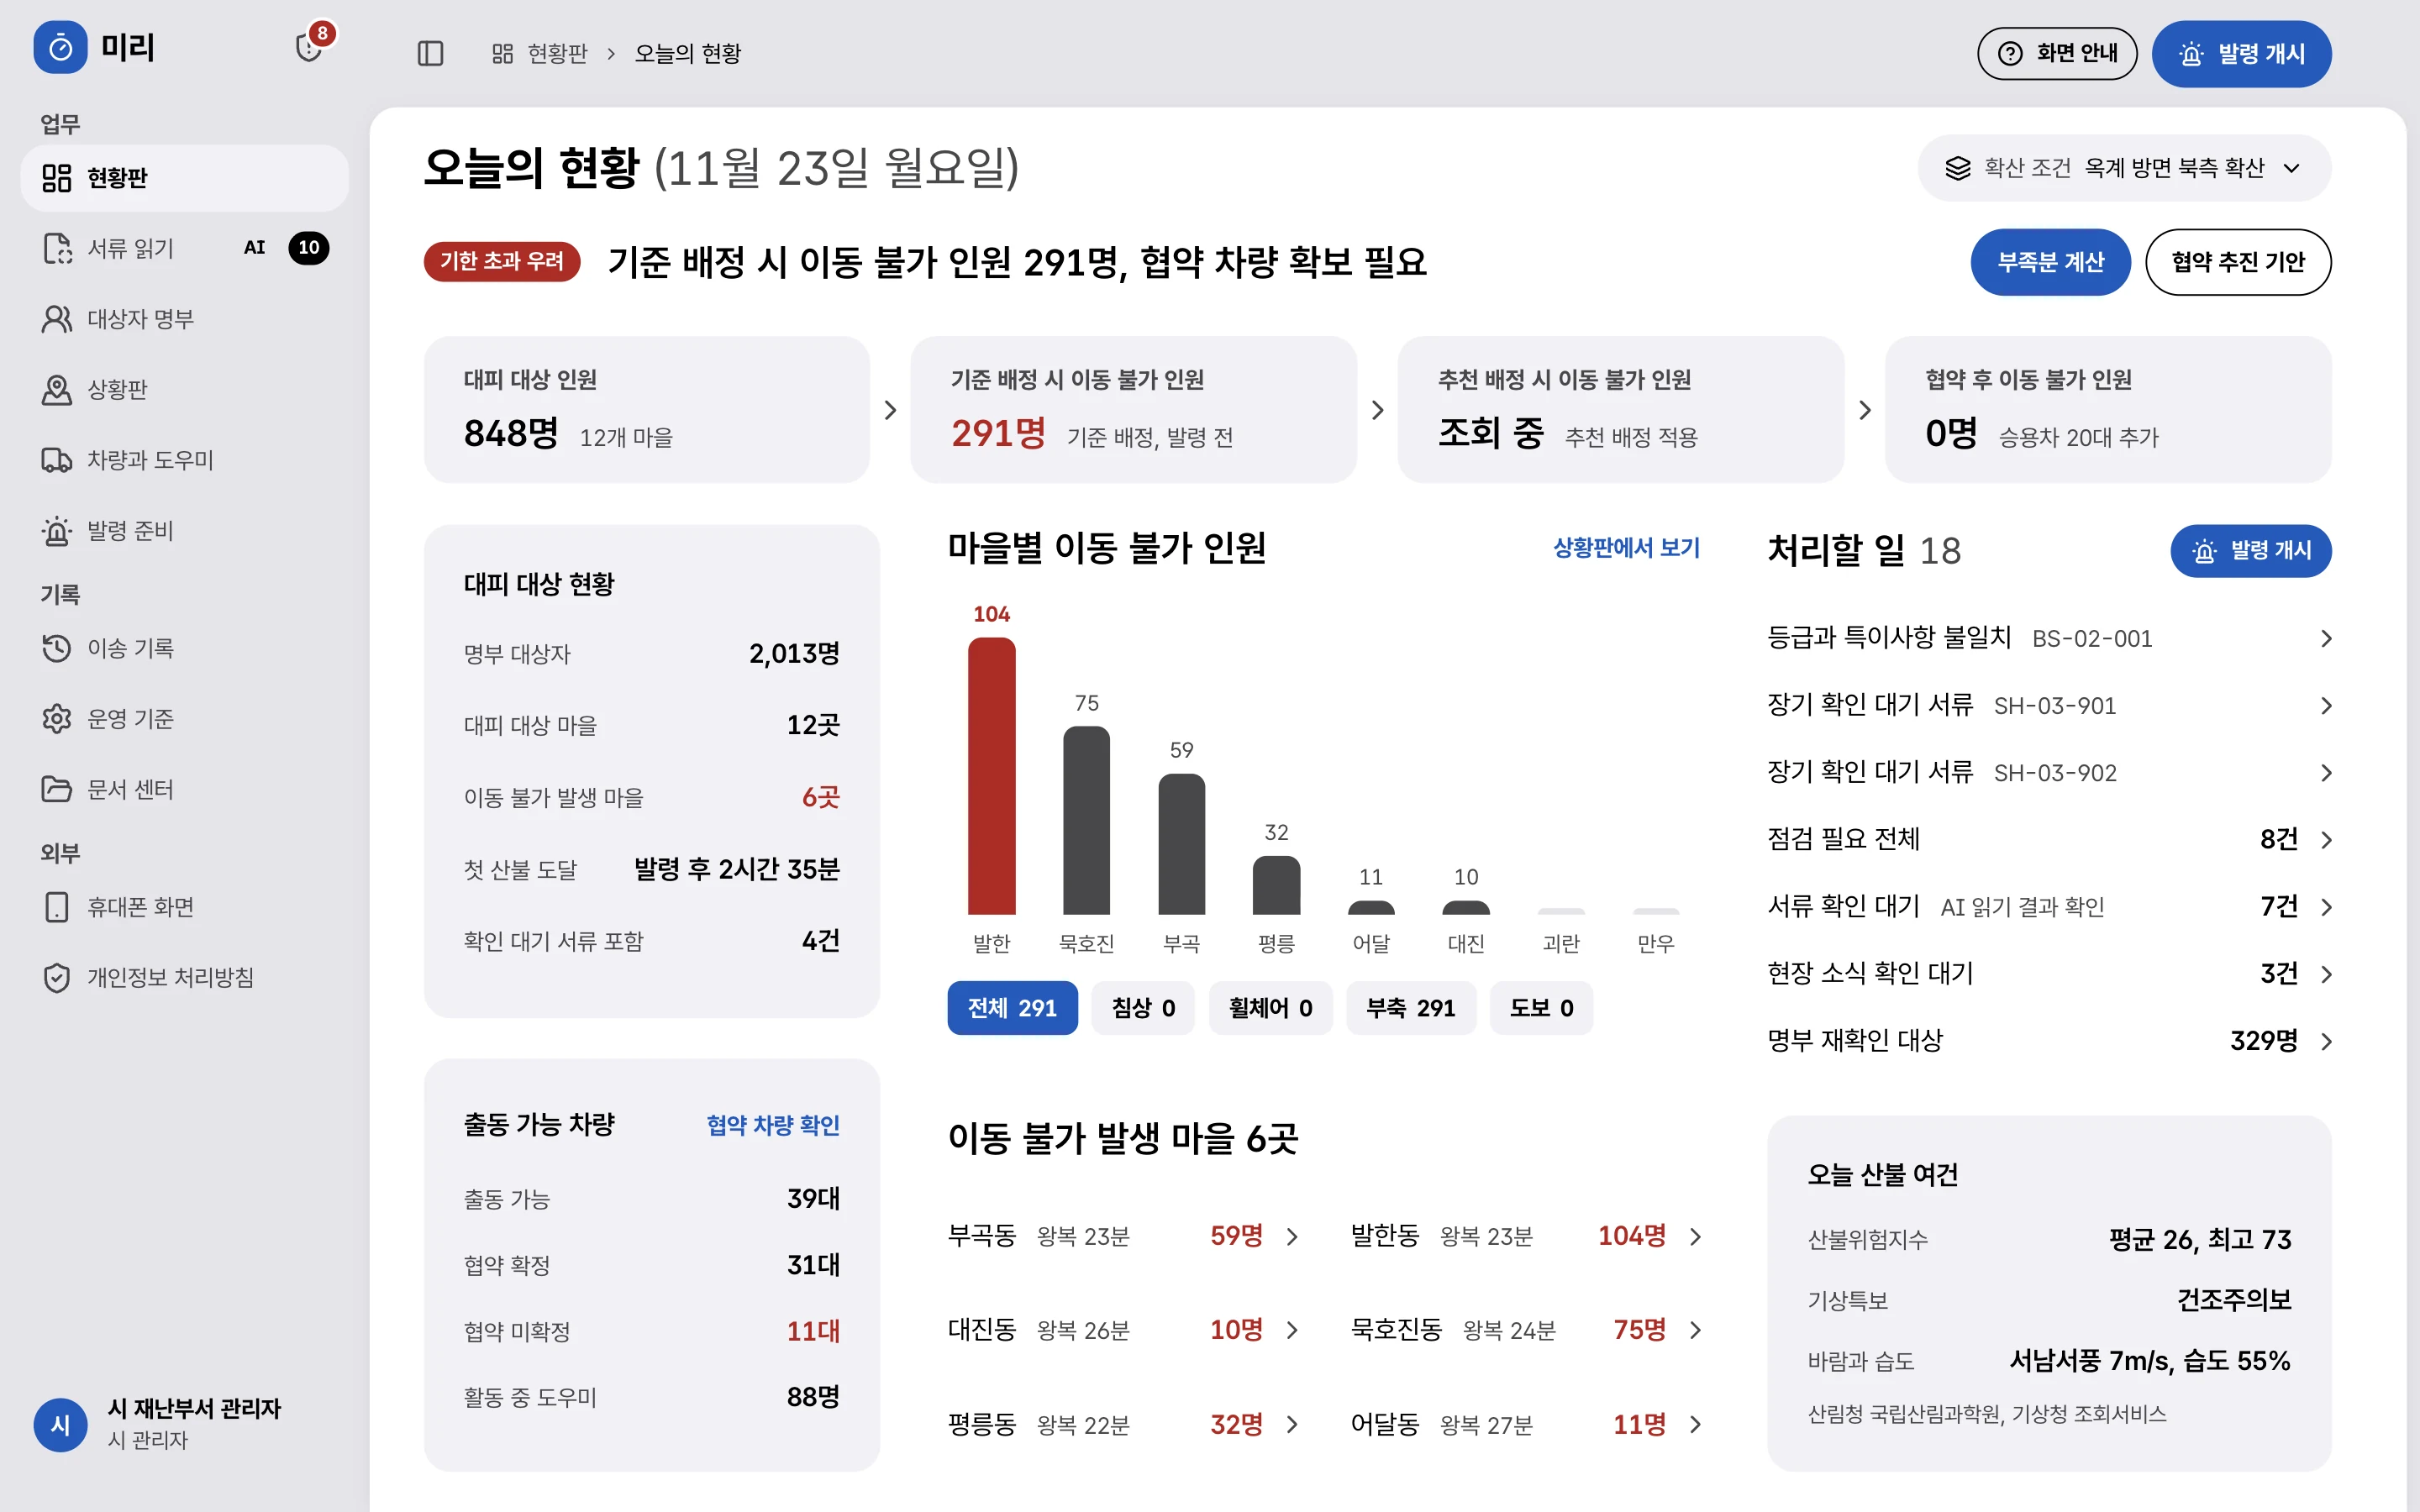 미리
8
업무
현황판
서류 읽기 AI 10
대상자 명부
상황판
차량과 도우미
발령 준비
기록
이송 기록
운영 기준
문서 센터
외부
휴대폰 화면
개인정보 처리방침
시
시 재난부서 관리자
시 관리자
현황판 > 오늘의 현황
화면 안내
발령 개시
오늘의 현황 (11월 23일 월요일)
확산 조건 옥계 방면 북측 확산
기한 초과 우려 기준 배정 시 이동 불가 인원 291명, 협약 차량 확보 필요
부족분 계산
협약 추진 기안
대피 대상 인원
848명 12개 마을
기준 배정 시 이동 불가 인원
291명 기준 배정, 발령 전
추천 배정 시 이동 불가 인원
조회 중 추천 배정 적용
협약 후 이동 불가 인원
0명 승용차 20대 추가
대피 대상 현황
명부 대상자 2,013명
대피 대상 마을 12곳
이동 불가 발생 마을 6곳
첫 산불 도달 발령 후 2시간 35분
확인 대기 서류 포함 4건
출동 가능 차량 협약 차량 확인
출동 가능 39대
협약 확정 31대
협약 미확정 11대
활동 중 도우미 88명
마을별 이동 불가 인원 상황판에서 보기
104
75
59
32
11
10
발한 묵호진 부곡 평릉 어달 대진 괴란 만우
전체 291 침상 0 휠체어 0 부축 291 도보 0
이동 불가 발생 마을 6곳
부곡동 왕복 23분 59명
발한동 왕복 23분 104명
대진동 왕복 26분 10명
묵호진동 왕복 24분 75명
평릉동 왕복 22분 32명
어달동 왕복 27분 11명
처리할 일 18 발령 개시
등급과 특이사항 불일치 BS-02-001
장기 확인 대기 서류 SH-03-901
장기 확인 대기 서류 SH-03-902
점검 필요 전체 8건
서류 확인 대기 AI 읽기 결과 확인 7건
현장 소식 확인 대기 3건
명부 재확인 대상 329명
오늘 산불 여건
산불위험지수 평균 26, 최고 73
기상특보 건조주의보
바람과 습도 서남서풍 7m/s, 습도 55%
산림청 국립산림과학원, 기상청 조회서비스